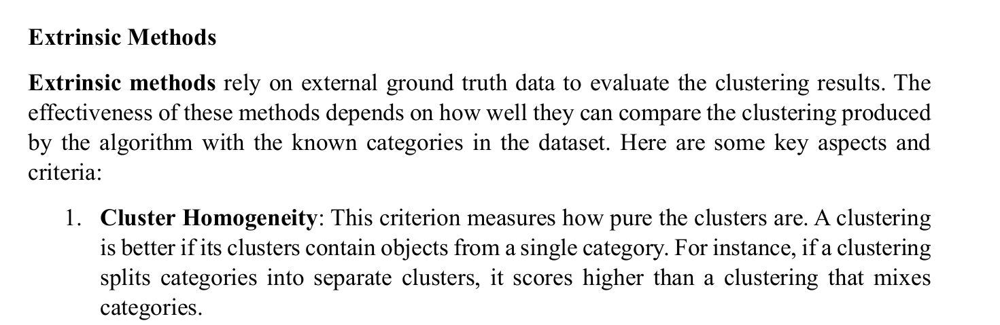 Extrinsic Methods
Extrinsic methods rely on external ground truth data to evaluate the clustering results. The
effectiveness of these methods depends on how well they can compare the clustering produced
by the algorithm with the known categories in the dataset. Here are some key aspects and
criteria:
1. Cluster Homogeneity: This criterion measures how pure the clusters are. A clustering
is better if its clusters contain objects from a single category. For instance, if a clustering
splits categories into separate clusters, it scores higher than a clustering that mixes
categories.